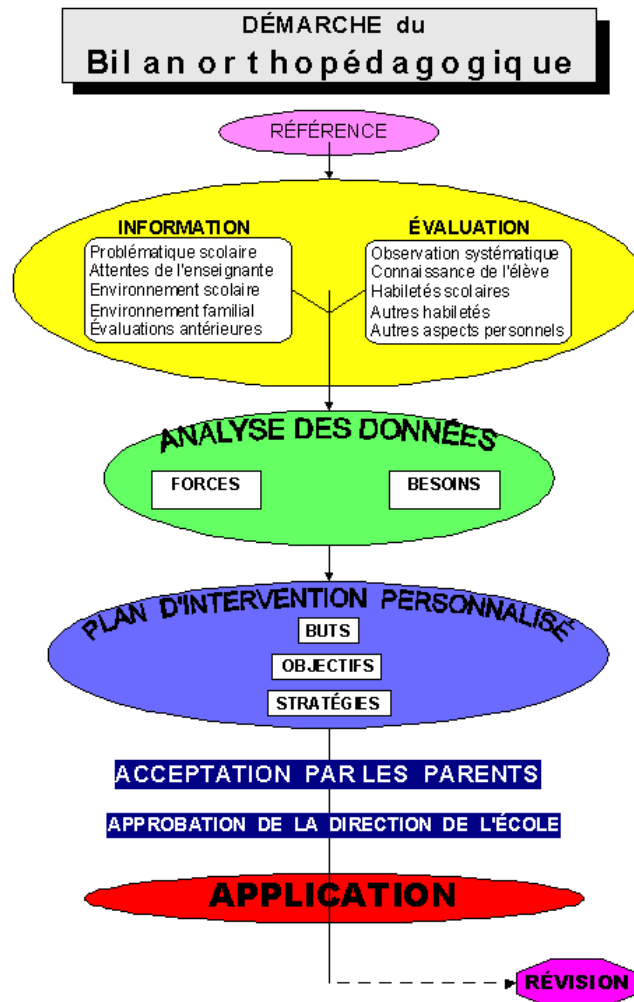 DÉMARCHE du
Bilan orthopédagogique
RÉFÉRENCE
INFORMATION
Problématique scolaire
Attentes de l'enseignante
Environnement scolaire
Environnement familial
Évaluations antérieures
ÉVALUATION
Observation systématique
Connaissance de l'élève
Habiletés scolaires
Autres habiletés
Autres aspects personnels
ANALYSE DES DONNÉES
FORCES
BESOINS
PLAN D'INTERVENTION PERSONNALISÉ
BUTS
OBJECTIFS
STRATÉGIES
ACCEPTATION PAR LES PARENTS
APPROBATION DE LA DIRECTION DE L'ÉCOLE
APPLICATION
RÉVISION